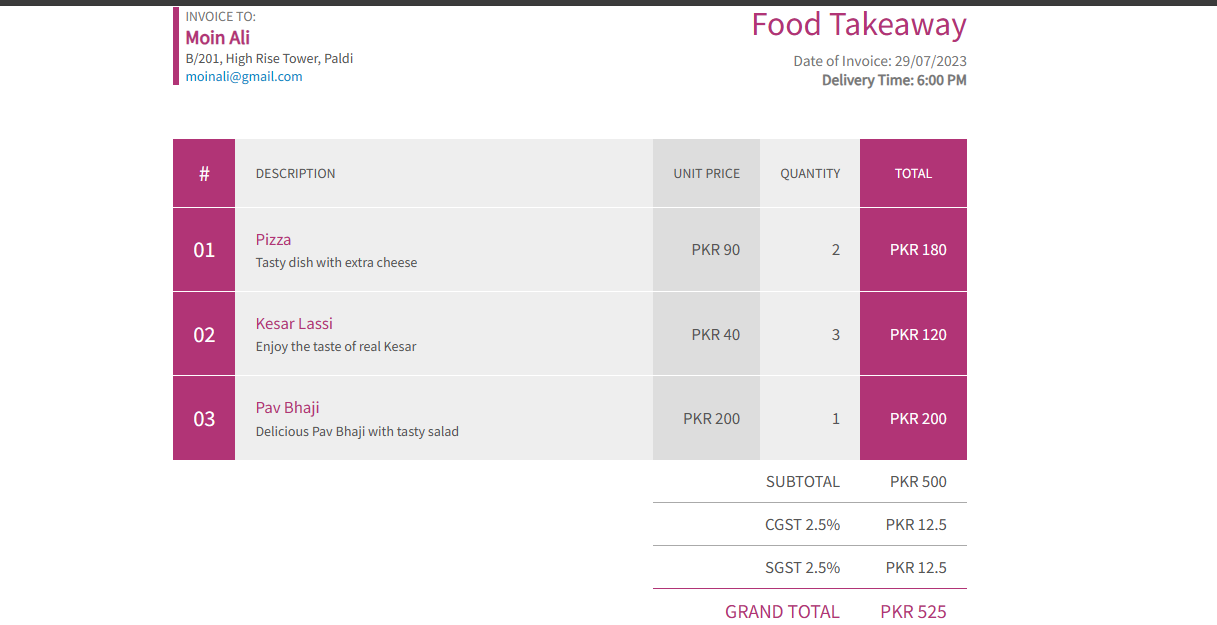 INVOICE TO:
Moin Ali
B/201, High Rise Tower, Paldi
moinali@gmail.com
Food Takeaway
Date of Invoice: 29/07/2023
Delivery Time: 6:00 PM
# DESCRIPTION UNIT PRICE QUANTITY TOTAL
01 Pizza PKR 90 2 PKR 180
Tasty dish with extra cheese
02 Kesar Lassi PKR 40 3 PKR 120
Enjoy the taste of real Kesar
03 Pav Bhaji PKR 200 1 PKR 200
Delicious Pav Bhaji with tasty salad
SUBTOTAL PKR 500
CGST 2.5% PKR 12.5
SGST 2.5% PKR 12.5
GRAND TOTAL PKR 525